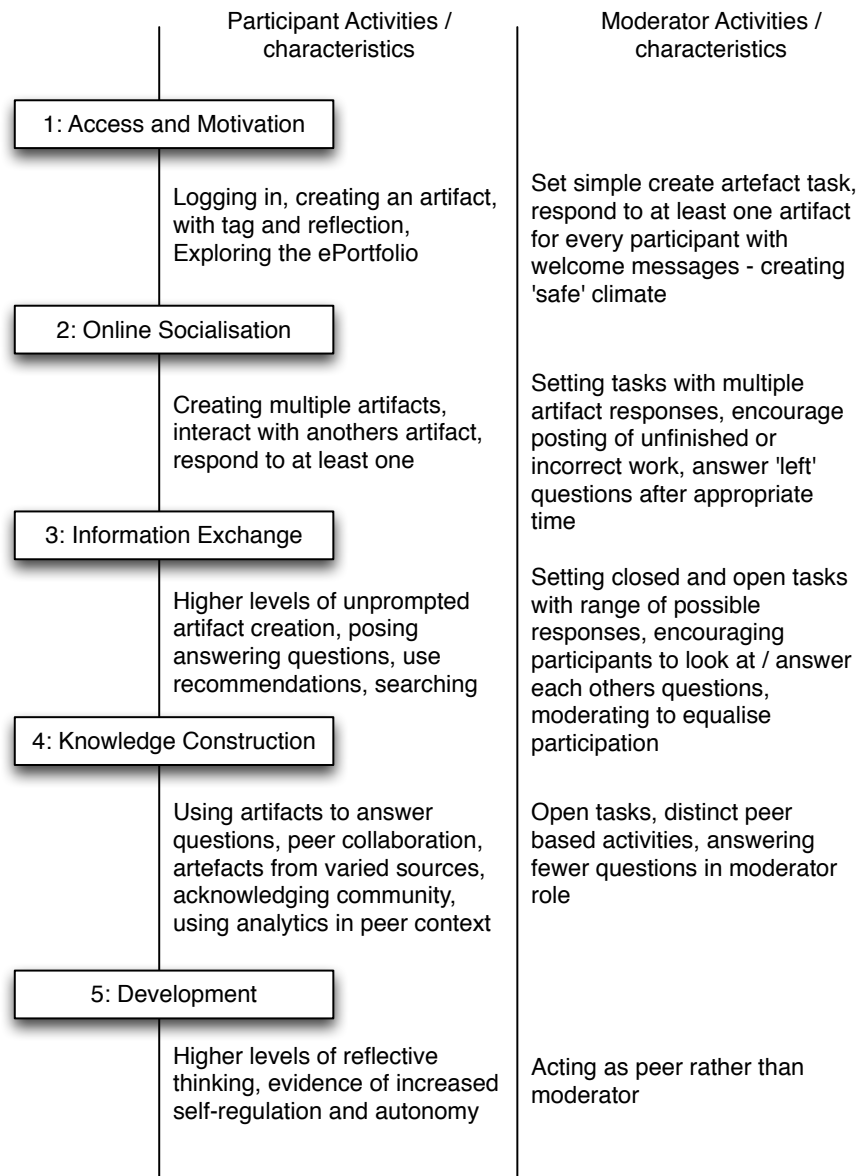 Participant Activities /
characteristics
Moderator Activities /
characteristics
1: Access and Motivation
Logging in, creating an artifact,
with tag and reflection,
Exploring the ePortfolio
Set simple create artefact task,
respond to at least one artifact
for every participant with
welcome messages - creating
'safe' climate
2: Online Socialisation
Creating multiple artifacts,
interact with anothers artifact,
respond to at least one
Setting tasks with multiple
artifact responses, encourage
posting of unfinished or
incorrect work, answer 'left'
questions after appropriate
time
3: Information Exchange
Higher levels of unprompted
artifact creation, posing
answering questions, use
recommendations, searching
Setting closed and open tasks
with range of possible
responses, encouraging
participants to look at / answer
each others questions,
moderating to equalise
participation
4: Knowledge Construction
Using artifacts to answer
questions, peer collaboration,
artefacts from varied sources,
acknowledging community,
using analytics in peer context
Open tasks, distinct peer
based activities, answering
fewer questions in moderator
role
5: Development
Higher levels of reflective
thinking, evidence of increased
self-regulation and autonomy
Acting as peer rather than
moderator